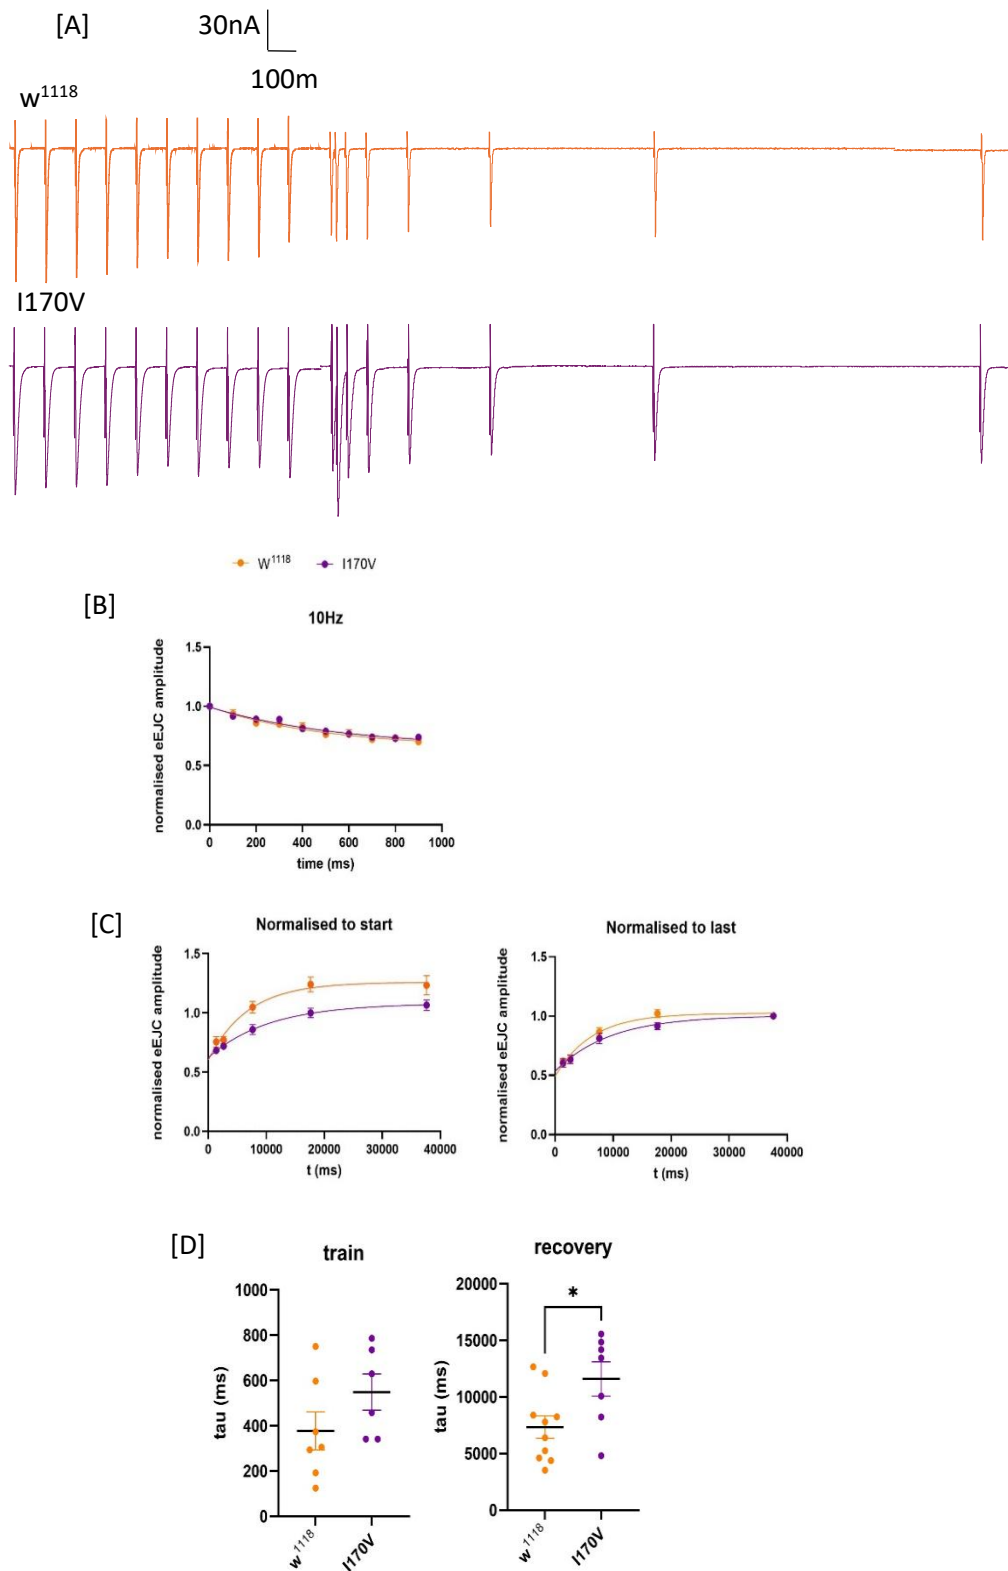 [A]
30nA
100m
w¹¹¹⁸
I170V
W¹¹¹⁸ I170V
[B]
10Hz
normalised eEJC amplitude
1.5
1.0
0.5
0.0
0 200 400 600 800 1000
time (ms)
[C]
Normalised to start
normalised eEJC amplitude
1.5
1.0
0.5
0.0
0 10000 20000 30000 40000
t (ms)
Normalised to last
normalised eEJC amplitude
1.5
1.0
0.5
0.0
0 10000 20000 30000 40000
t (ms)
[D]
train
tau (ms)
1000
800
600
400
200
0
w¹¹¹⁸ I170V
recovery
tau (ms)
20000
15000
10000
5000
0
*
w¹¹¹⁸ I170V